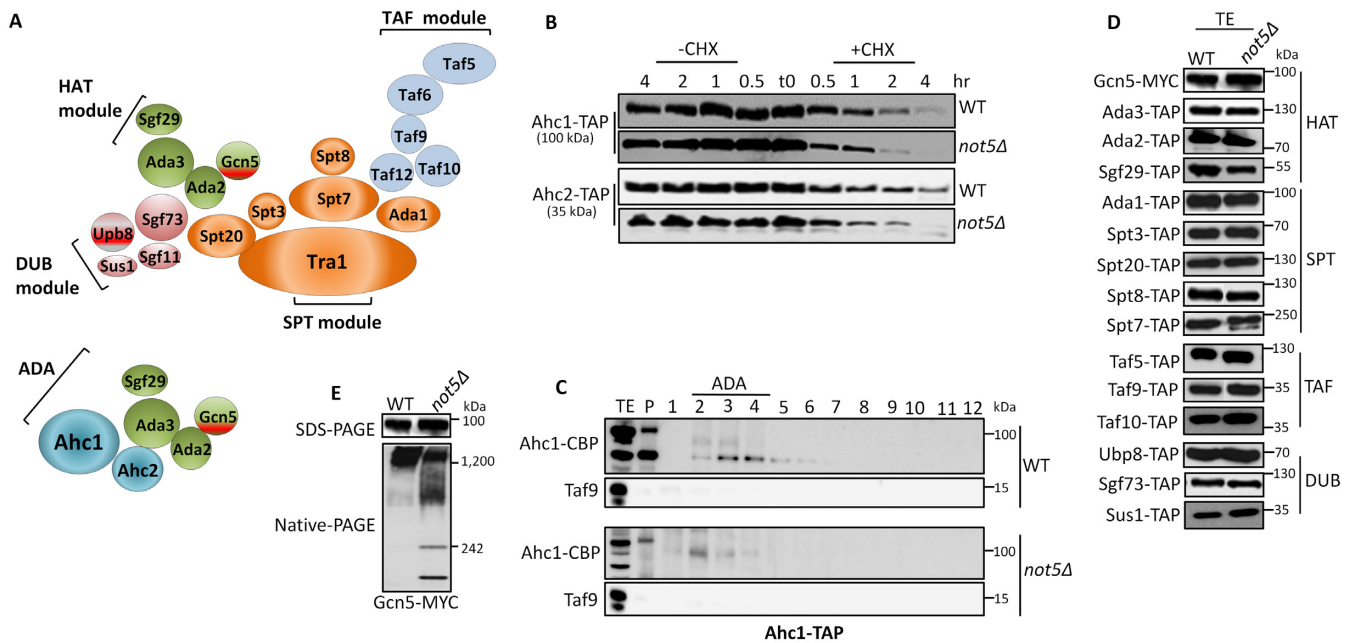 A
TAF module
Taf5
Taf6
HAT
module
Sgf29
Taf9
Ada3
Gcn5
Ada2
Spt8
Taf12
Taf10
Spt7
Spt3
Ada1
Sgf73
Upb8
Spt20
Sus1
Sgf11
Tra1
DUB
module
SPT module
ADA
Sgf29
Ada3
Gcn5
Ada2
Ahc1
Ahc2
B
-CHX
+CHX
4 2 1 0.5 t0 0.5 1 2 4 hr
Ahc1-TAP
(100 kDa)
WT
not5Δ
Ahc2-TAP
(35 kDa)
WT
not5Δ
E
WT
not5Δ
kDa
SDS-PAGE
100
1,200
Native-PAGE
242
Gcn5-MYC
C
ADA
TE P 1 2 3 4 5 6 7 8 9 10 11 12 kDa
Ahc1-CBP
100
Taf9
15
WT
Ahc1-CBP
100
Taf9
15
not5Δ
Ahc1-TAP
D
TE
WT
not5Δ
kDa
Gcn5-MYC
100
Ada3-TAP
130
Ada2-TAP
70
Sgf29-TAP
55
HAT
Ada1-TAP
100
Spt3-TAP
70
Spt20-TAP
130
Spt8-TAP
130
Spt7-TAP
250
SPT
Taf5-TAP
130
Taf9-TAP
35
Taf10-TAP
35
TAF
Ubp8-TAP
70
Sgf73-TAP
130
Sus1-TAP
35
DUB